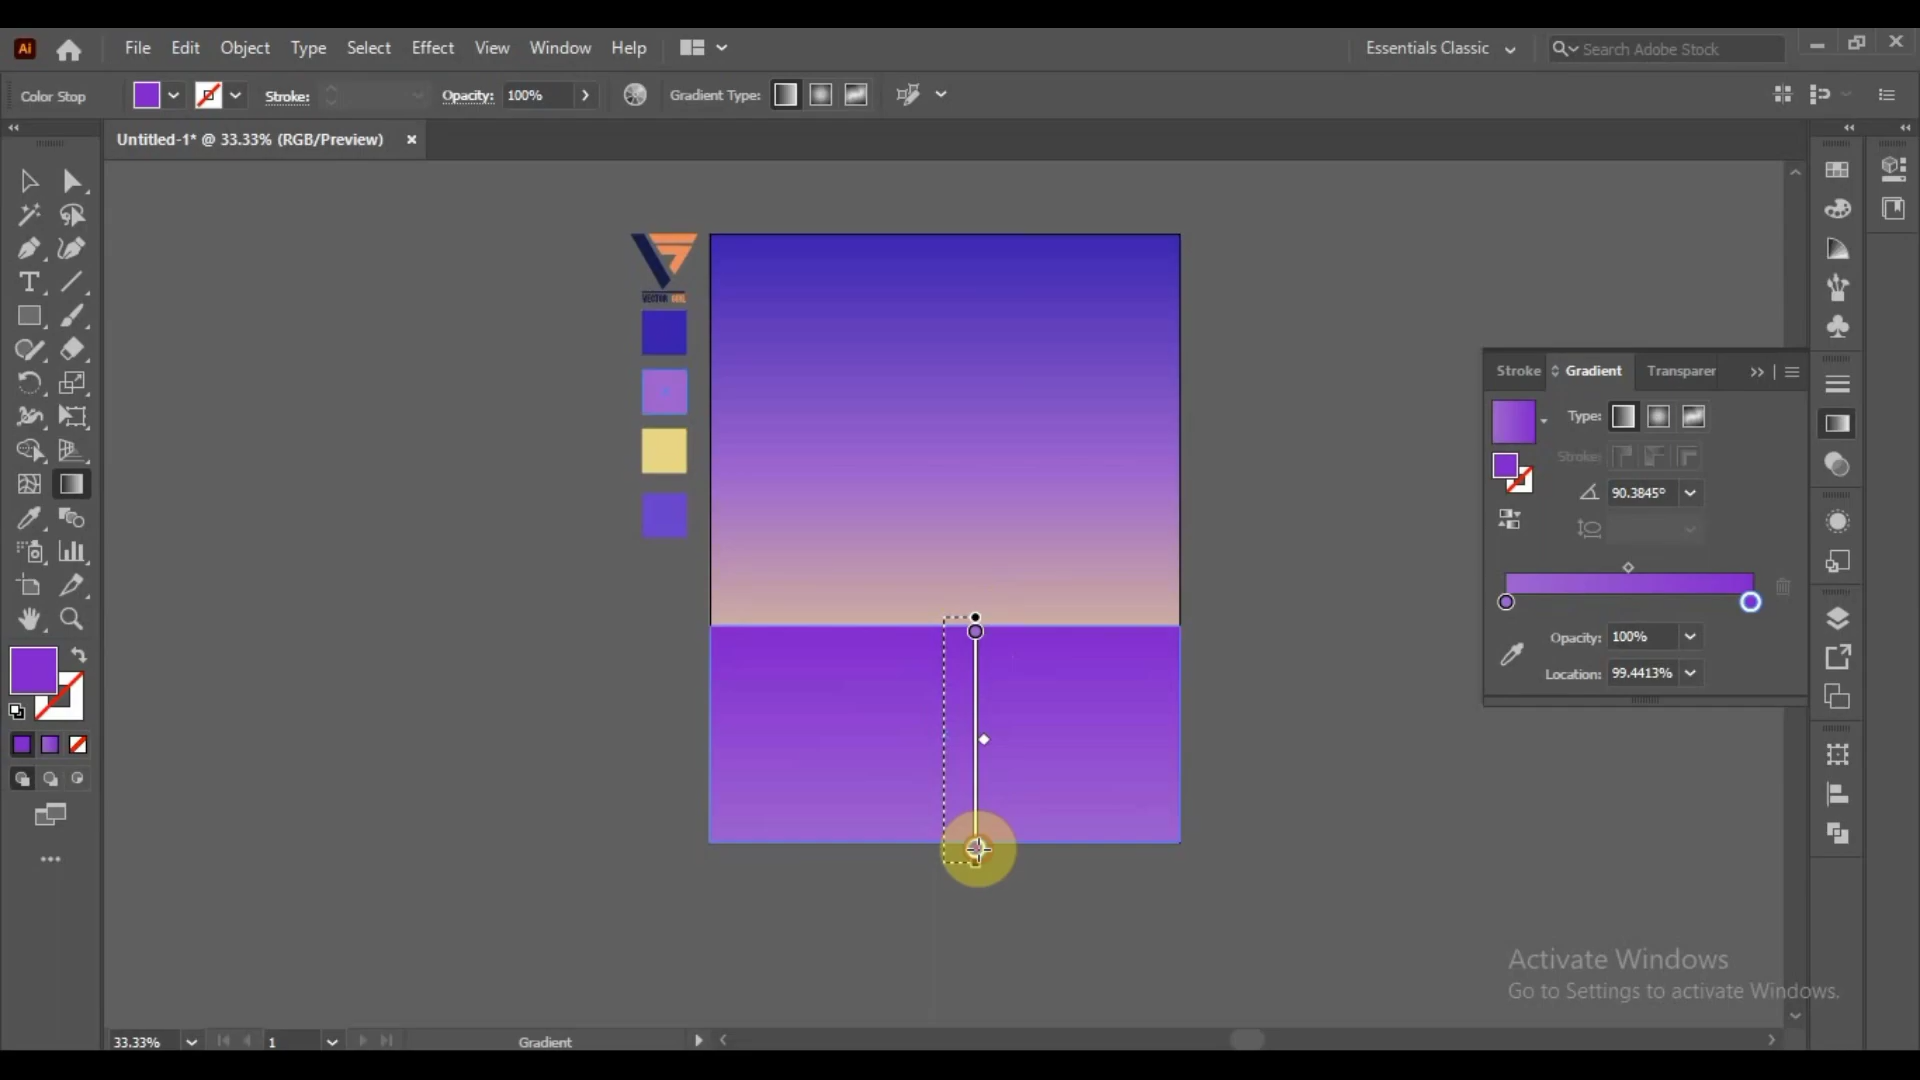 Ai File Edit Object Type Select Effect View Window Help Essentials Classic Search Adobe Stock
Color Stop Stroke: Opacity: 100% Gradient Type:
Untitled-1* @ 33.33% (RGB/Preview)
VECTOR
Stroke Gradient Transparer
Type:
Stroke:
90.3845°
Opacity: 100%
Location: 99.4413%
Activate Windows
Go to Settings to activate Windows.
33.33% 1 Gradient